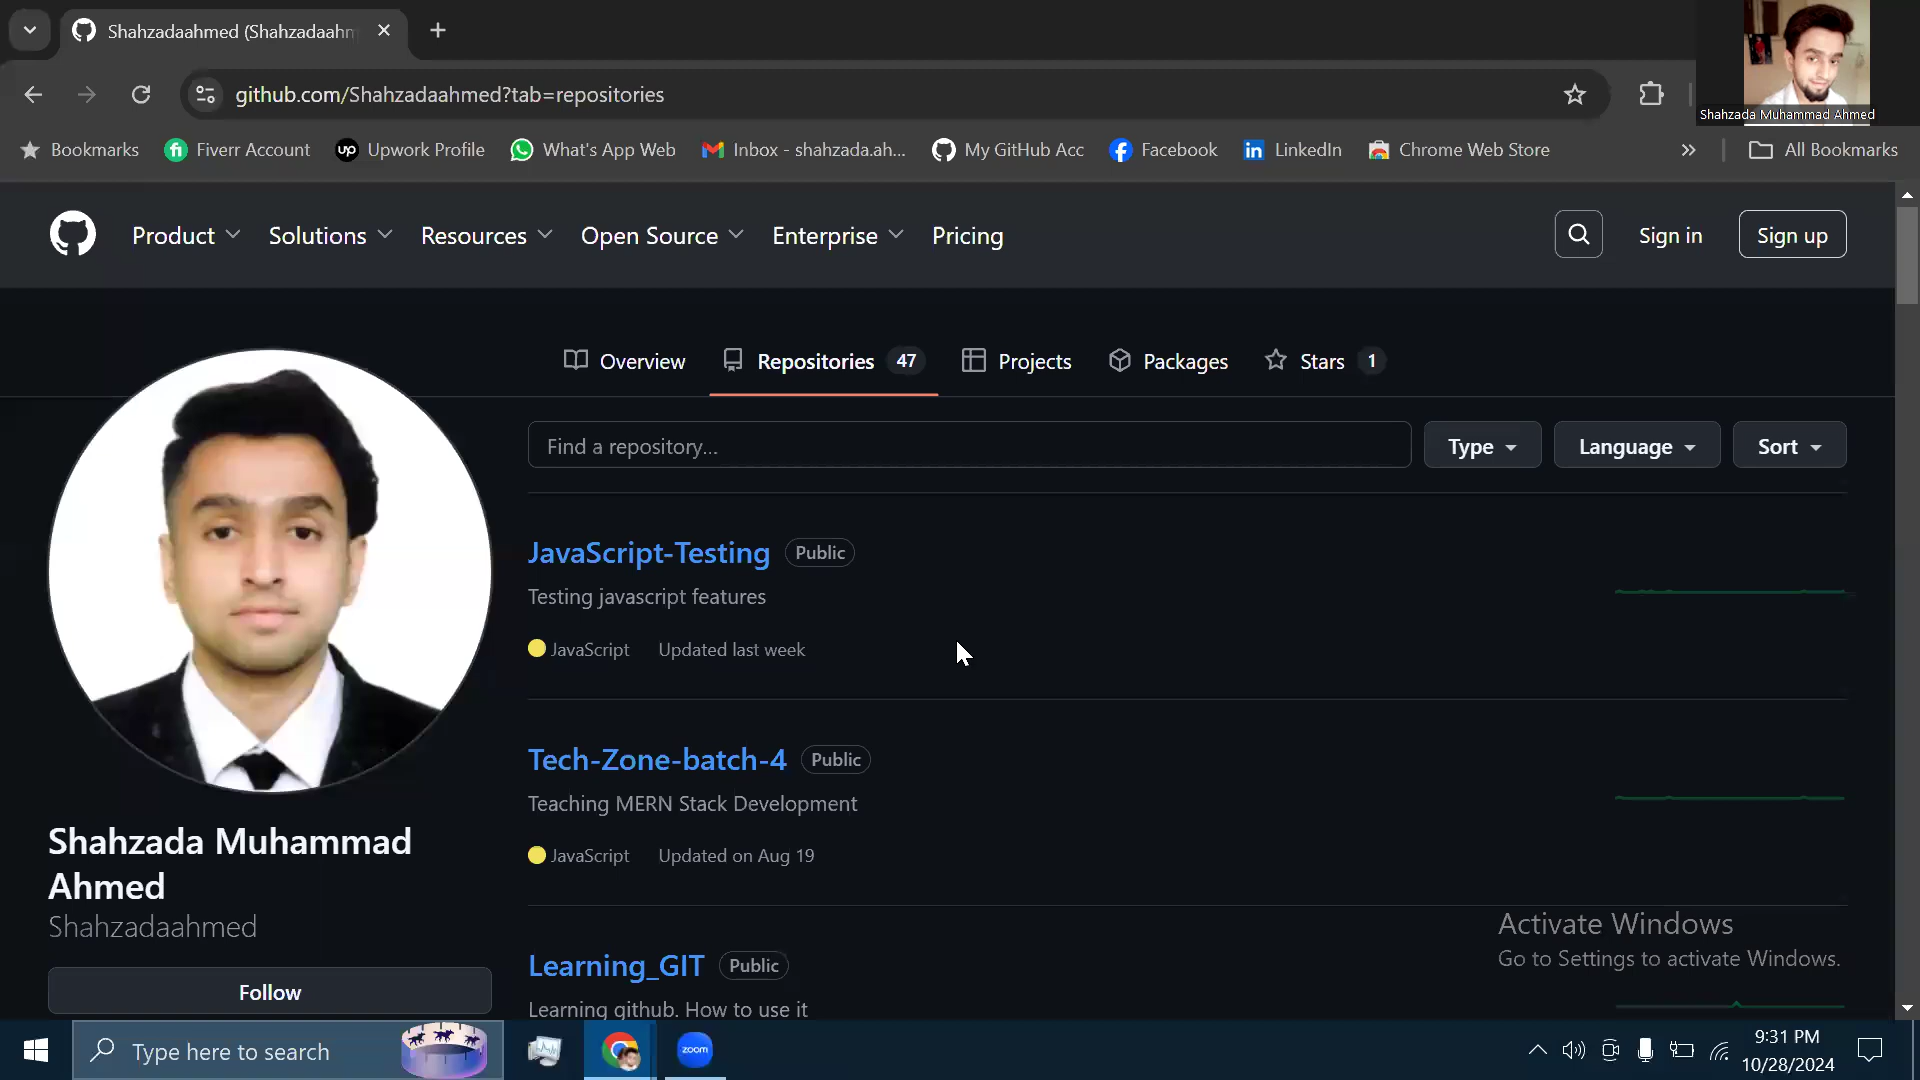 Shahzadaahmed (Shahzadaahm
github.com/Shahzadaahmed?tab=repositories
Shahzada Muhammad Ahmed
Bookmarks
Fiverr Account
up
Upwork Profile
What's App Web
Inbox - shahzada.ah...
My GitHub Acc
Facebook
in
LinkedIn
Chrome Web Store
All Bookmarks
Product
Solutions
Resources
Open Source
Enterprise
Pricing
Sign in
Sign up
Overview
Repositories 47
Projects
Packages
Stars 1
Find a repository...
Type
Language
Sort
JavaScript-Testing Public
Testing javascript features
JavaScript Updated last week
Tech-Zone-batch-4 Public
Teaching MERN Stack Development
JavaScript Updated on Aug 19
Learning_GIT Public
Learning github. How to use it
Shahzada Muhammad
Ahmed
Shahzadaahmed
Follow
Activate Windows
Go to Settings to activate Windows.
Type here to search
zoom
9:31 PM
10/28/2024